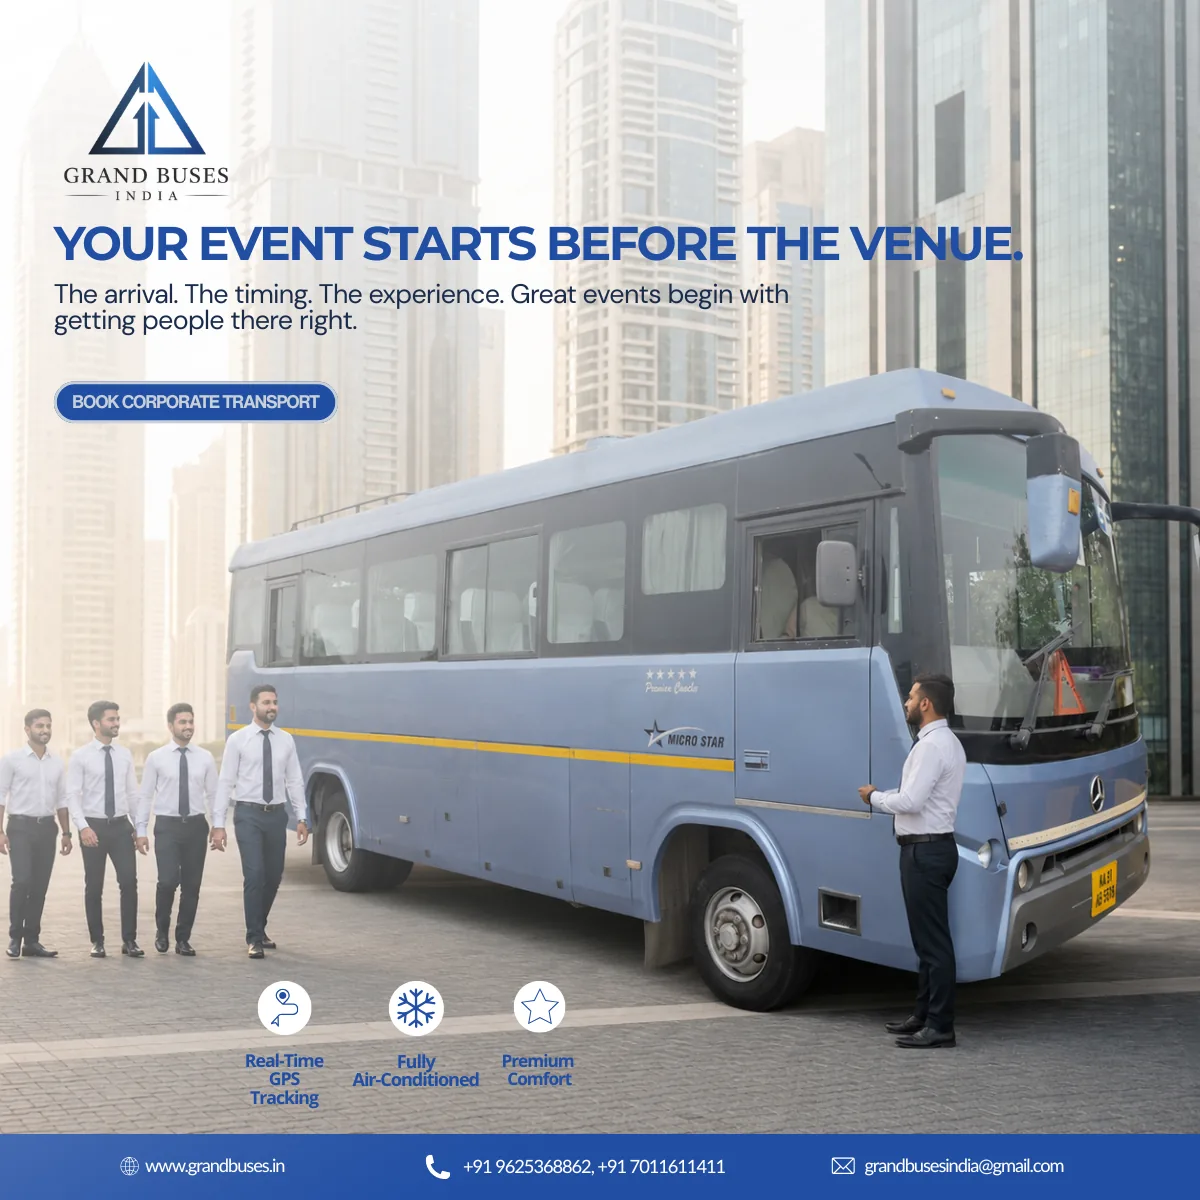 GRAND BUSES
INDIA
YOUR EVENT STARTS BEFORE THE VENUE.
The arrival. The timing. The experience. Great events begin with
getting people there right.
BOOK CORPORATE TRANSPORT
★★★★★
Premium Coachs
MICRO STAR
Real-Time
GPS
Tracking
Fully
Air-Conditioned
Premium
Comfort
www.grandbuses.in
+91 9625368862, +91 7011611411
grandbusesindia@gmail.com